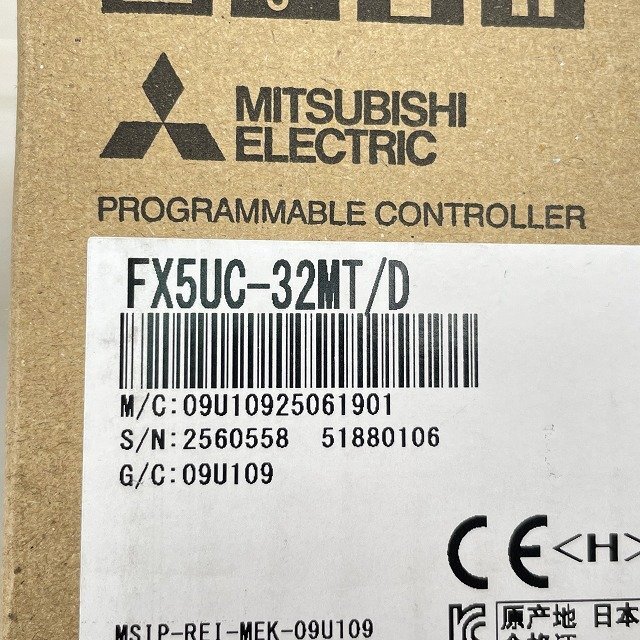 MITSUBISHI
ELECTRIC
PROGRAMMABLE CONTROLLER
FX5UC-32MT/D
M/C:09U10925061901
S/N:2560558 51880106
G/C:09U109
CE <H>
原产地 日本
MSIP-REI-MEK-09U109